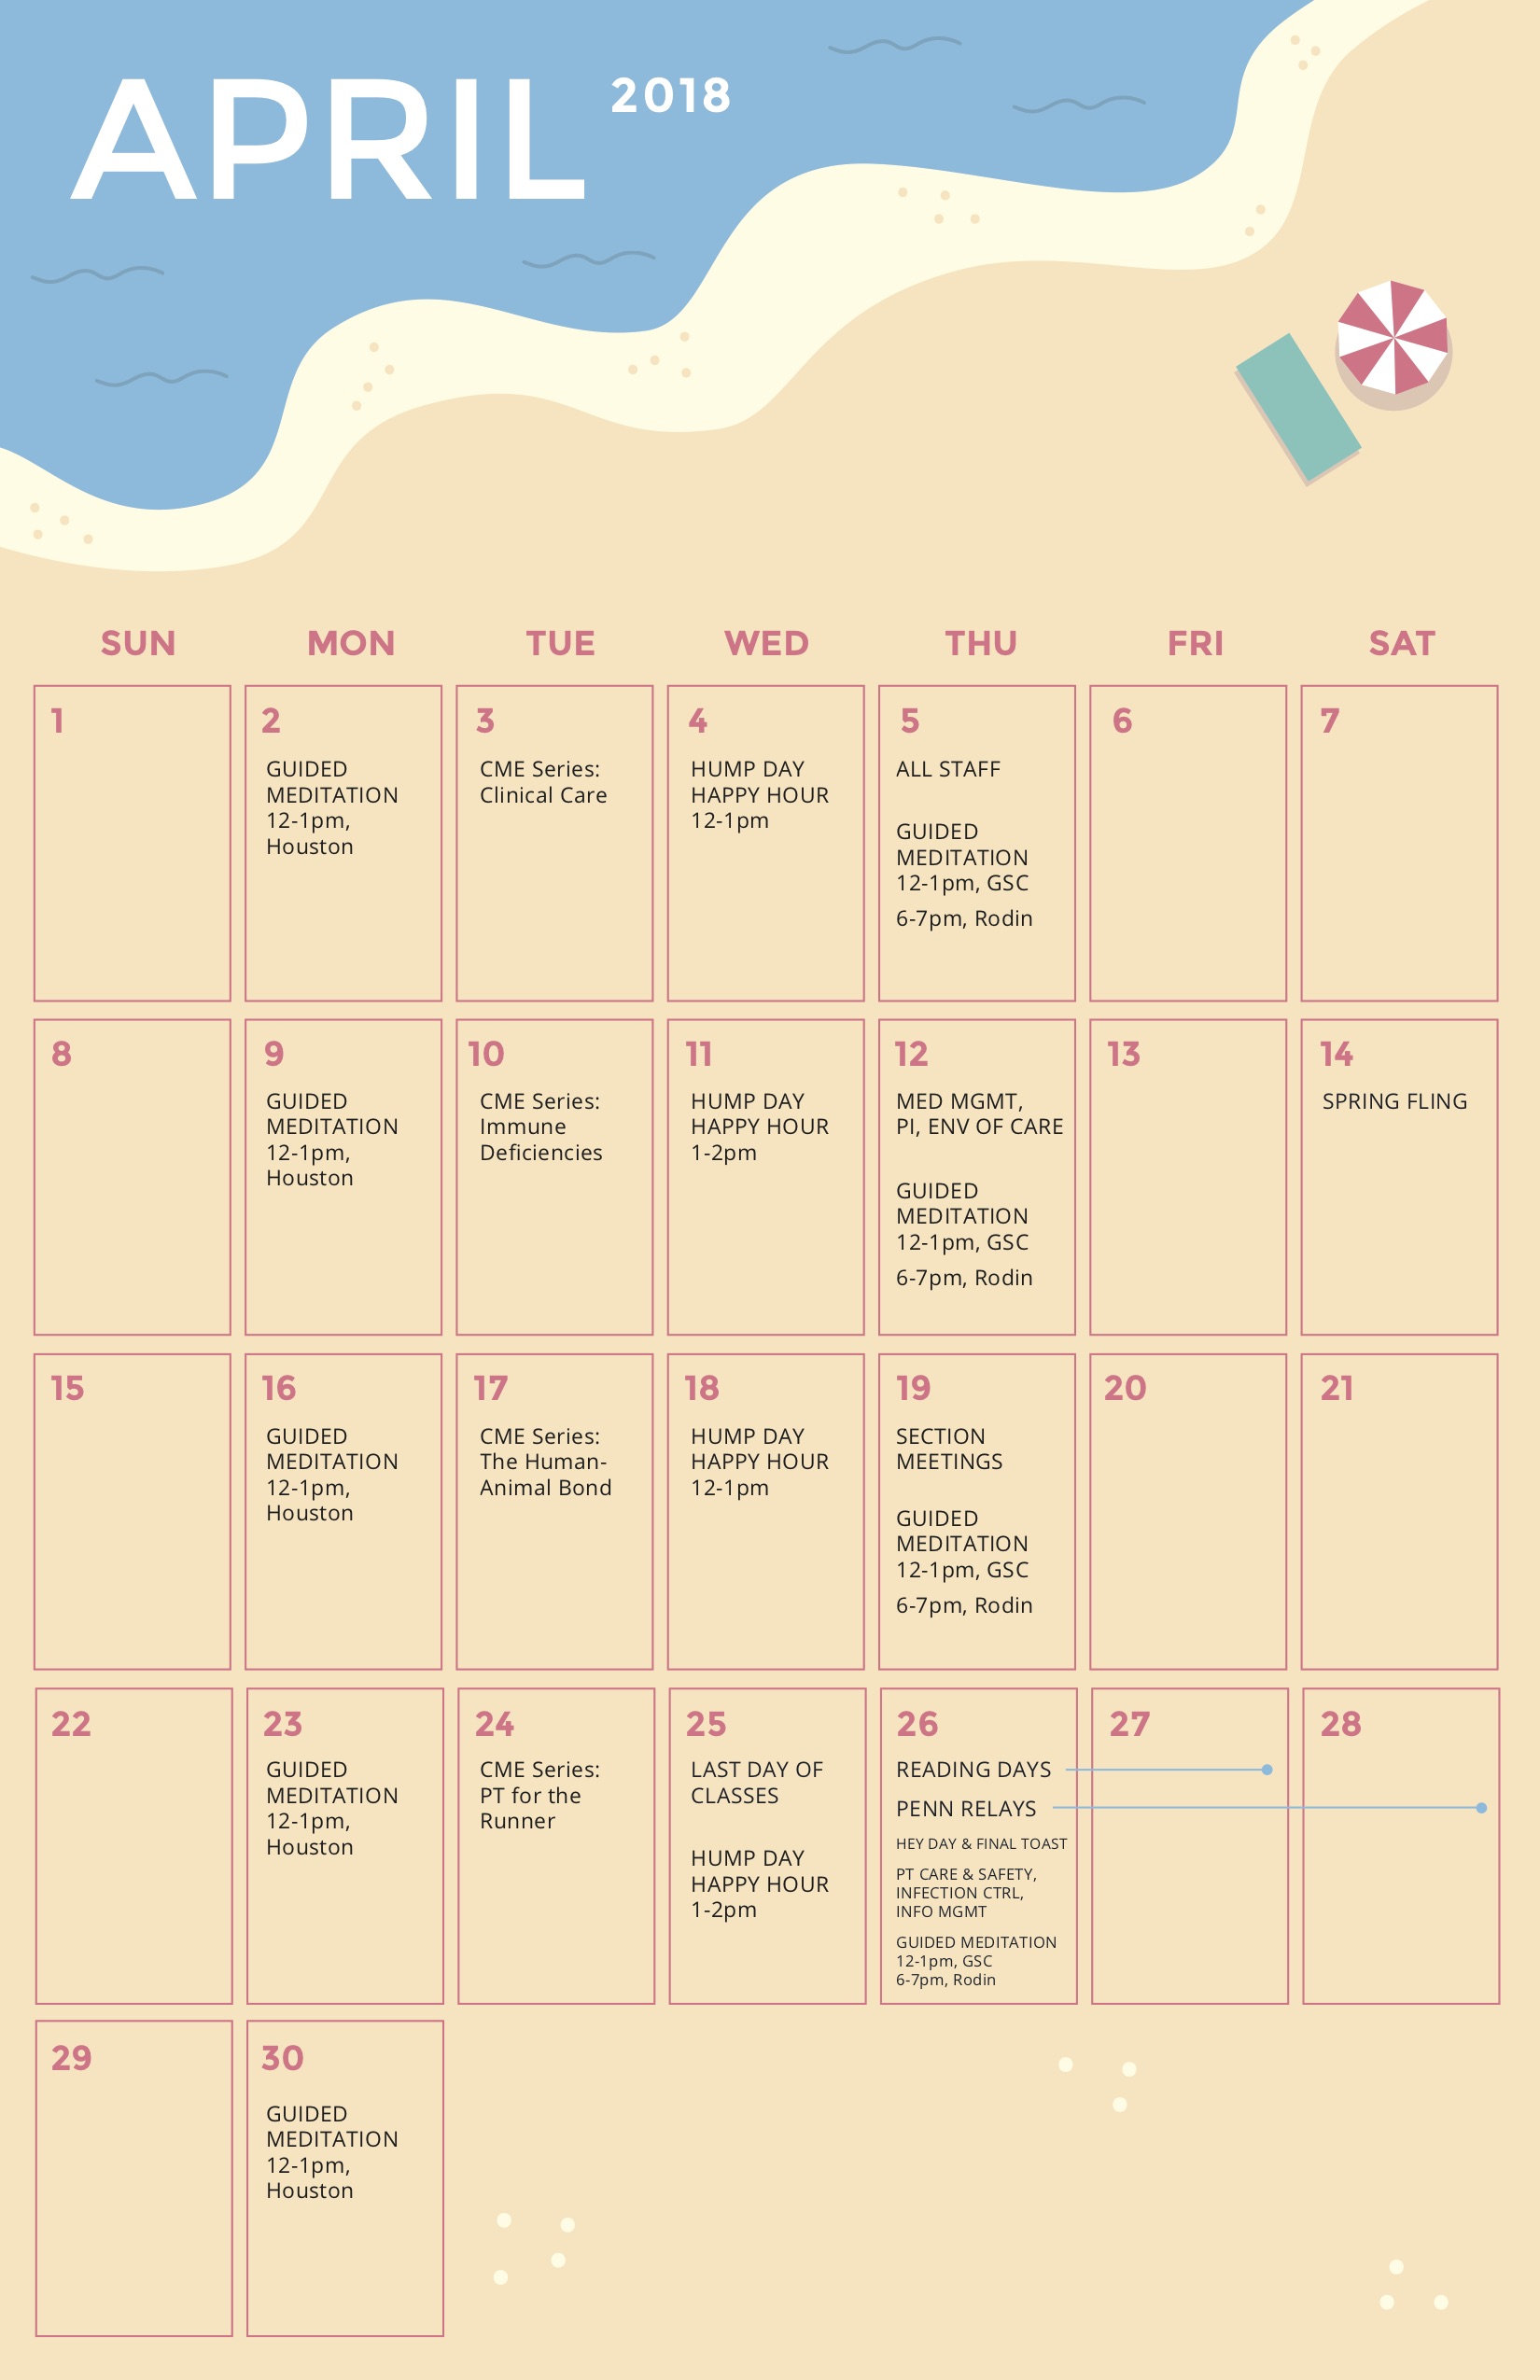 APRIL 2018
SUN MON TUE WED THU FRI SAT
1
2
GUIDED
MEDITATION
12-1pm,
Houston
3
CME Series:
Clinical Care
4
HUMP DAY
HAPPY HOUR
12-1pm
5
ALL STAFF
GUIDED
MEDITATION
12-1pm, GSC
6-7pm, Rodin
6
7
8
9
GUIDED
MEDITATION
12-1pm,
Houston
10
CME Series:
Immune
Deficiencies
11
HUMP DAY
HAPPY HOUR
1-2pm
12
MED MGMT,
PI, ENV OF CARE
GUIDED
MEDITATION
12-1pm, GSC
6-7pm, Rodin
13
14
SPRING FLING
15
16
GUIDED
MEDITATION
12-1pm,
Houston
17
CME Series:
The Human-
Animal Bond
18
HUMP DAY
HAPPY HOUR
12-1pm
19
SECTION
MEETINGS
GUIDED
MEDITATION
12-1pm, GSC
6-7pm, Rodin
20
21
22
23
GUIDED
MEDITATION
12-1pm,
Houston
24
CME Series:
PT for the
Runner
25
LAST DAY OF
CLASSES
HUMP DAY
HAPPY HOUR
1-2pm
26
READING DAYS
PENN RELAYS
HEY DAY & FINAL TOAST
PT CARE & SAFETY,
INFECTION CTRL,
INFO MGMT
GUIDED MEDITATION
12-1pm, GSC
6-7pm, Rodin
27
28
29
30
GUIDED
MEDITATION
12-1pm,
Houston